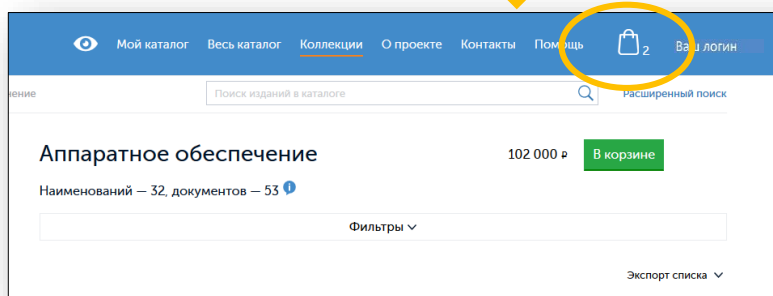 Мой каталог Весь каталог Коллекции О проекте Контакты Помощь 2 Ваш логин
нение Поиск изданий в каталоге Расширенный поиск
Аппаратное обеспечение 102 000 ₽ В корзине
Наименований — 32, документов — 53 i
Фильтры
Экспорт списка